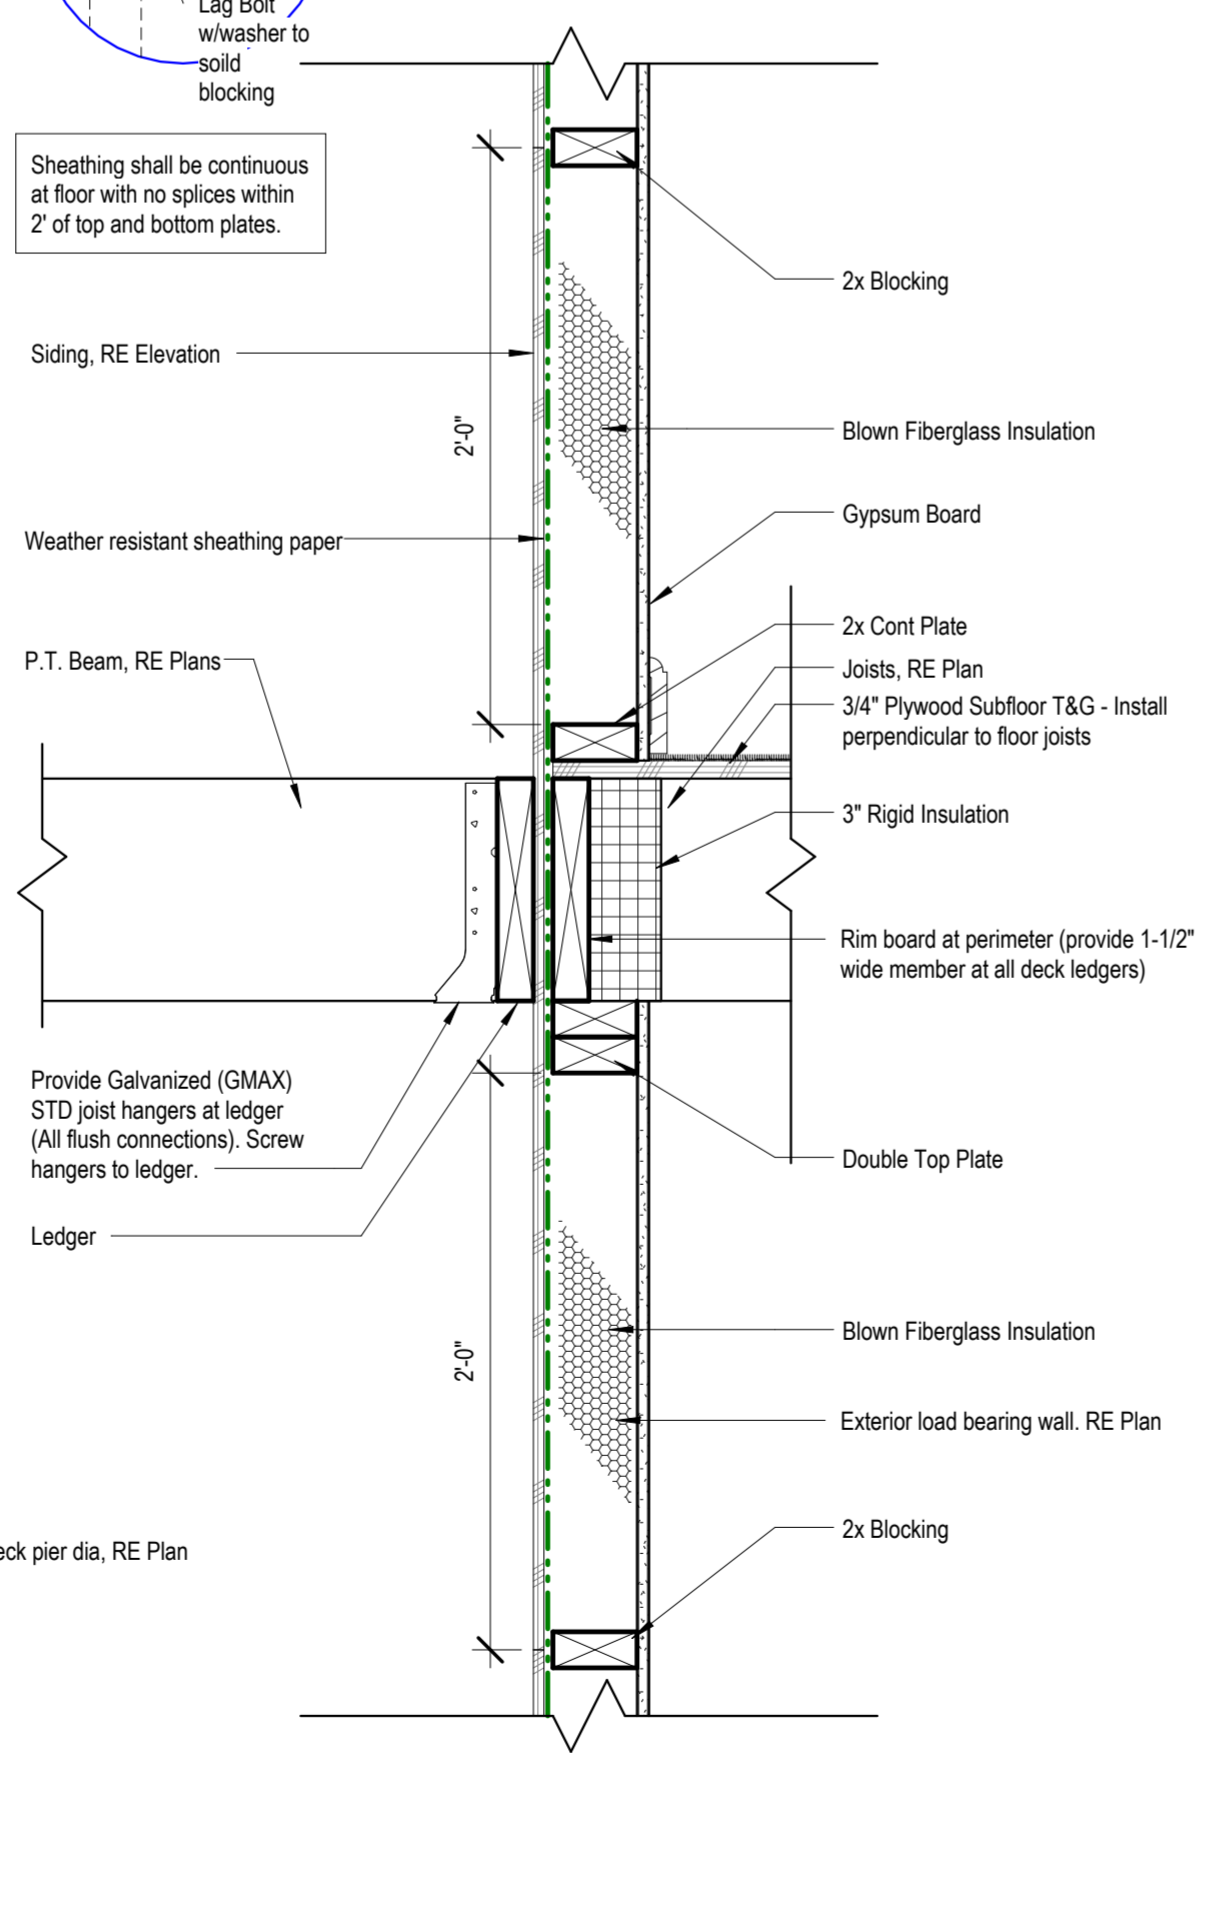 Lag Bolt
w/washer to
soild
blocking
Sheathing shall be continuous
at floor with no splices within
2' of top and bottom plates.
2x Blocking
Siding, RE Elevation
2'-0"
Blown Fiberglass Insulation
Gypsum Board
Weather resistant sheathing paper
2x Cont Plate
P.T. Beam, RE Plans
Joists, RE Plan
3/4" Plywood Subfloor T&G - Install
perpendicular to floor joists
3" Rigid Insulation
Rim board at perimeter (provide 1-1/2"
wide member at all deck ledgers)
Provide Galvanized (GMAX)
STD joist hangers at ledger
(All flush connections). Screw
hangers to ledger.
Double Top Plate
Ledger
Blown Fiberglass Insulation
2'-0"
Exterior load bearing wall. RE Plan
2x Blocking
eck pier dia, RE Plan